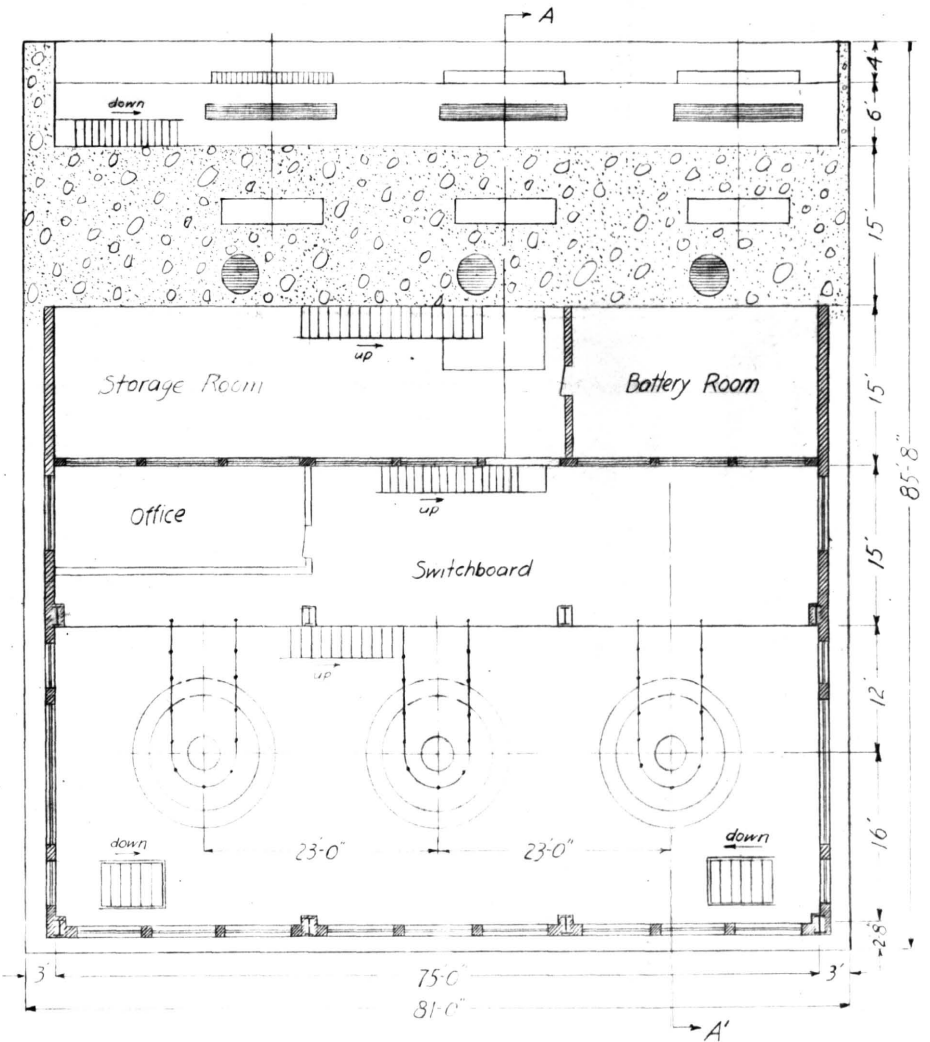 A
4'
down
6'
15'
up
Storage Room
Battery Room
15'
85'-8"
up
Office
Switchboard
15'
up
12'
23'-0"
23'-0"
down
down
16'
2'8"
3'
75'-0"
3'
81'-0"
A'